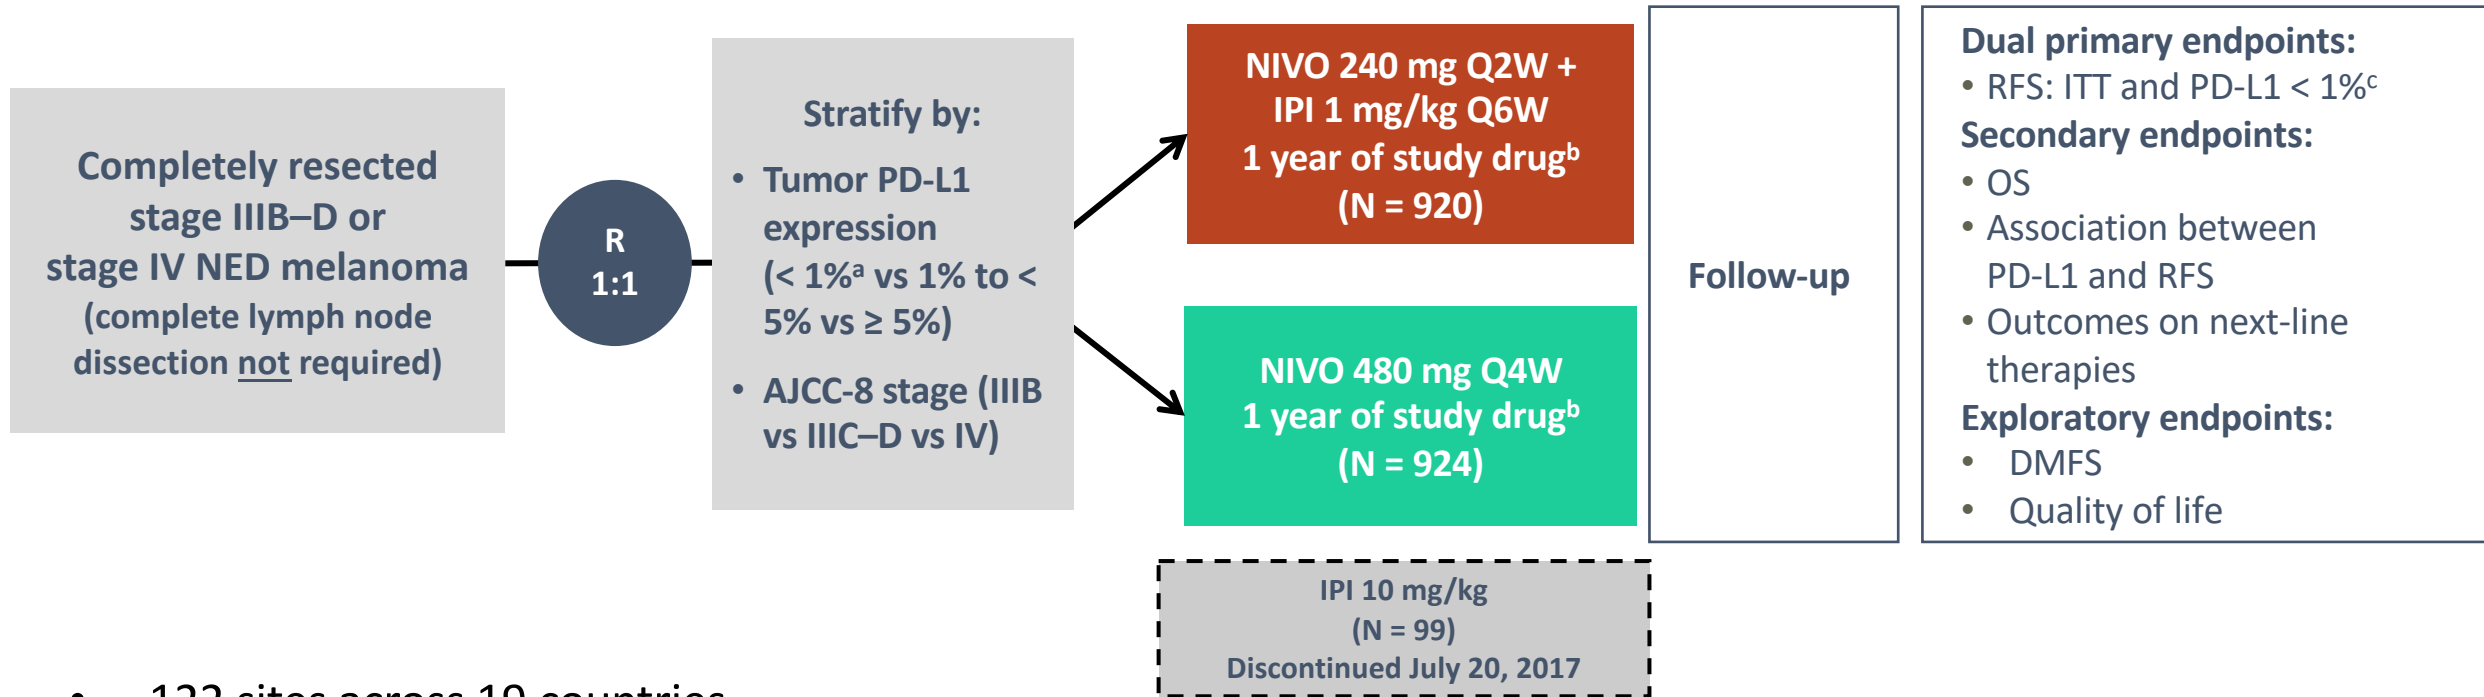 Completely resected
stage IIIB–D or
stage IV NED melanoma
(complete lymph node
dissection not required)
R
1:1
Stratify by:
• Tumor PD-L1
expression
(< 1%ᵃ vs 1% to <
5% vs ≥ 5%)
• AJCC-8 stage (IIIB
vs IIIC–D vs IV)
NIVO 240 mg Q2W +
IPI 1 mg/kg Q6W
1 year of study drugᵇ
(N = 920)
NIVO 480 mg Q4W
1 year of study drugᵇ
(N = 924)
IPI 10 mg/kg
(N = 99)
Discontinued July 20, 2017
Follow-up
Dual primary endpoints:
• RFS: ITT and PD-L1 < 1%ᶜ
Secondary endpoints:
• OS
• Association between
PD-L1 and RFS
• Outcomes on next-line
therapies
Exploratory endpoints:
• DMFS
• Quality of life
• sites across 19 countries